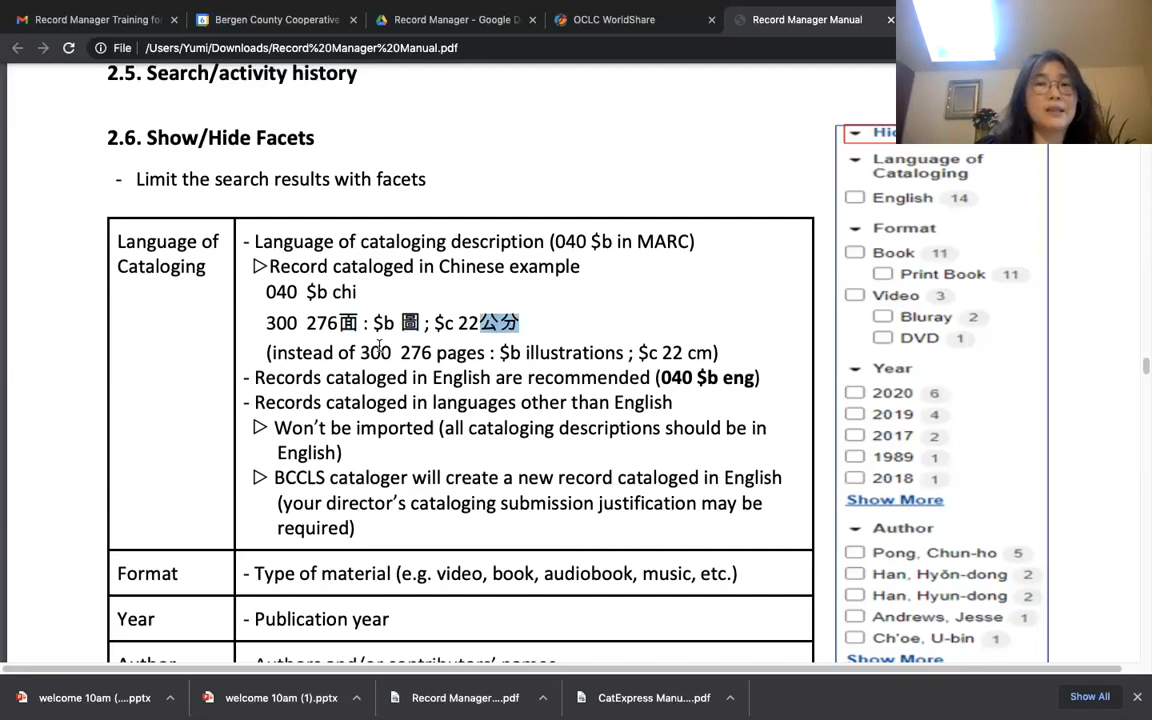 Record Manager Training for
Bergen County Cooperative
Record Manager - Google D
OCLC WorldShare
Record Manager Manual
File /Users/Yumi/Downloads/Record%20Manager%20Manual.pdf
2.5. Search/activity history
2.6. Show/Hide Facets
- Limit the search results with facets
Language of
Cataloging
- Language of cataloging description (040 $b in MARC)
▷Record cataloged in Chinese example
040 $b chi
300 276面 : $b 圖 ; $c 22公分
(instead of 300 276 pages : $b illustrations ; $c 22 cm)
- Records cataloged in English are recommended (040 $b eng)
- Records cataloged in languages other than English
▷ Won't be imported (all cataloging descriptions should be in
English)
▷ BCCLS cataloger will create a new record cataloged in English
(your director's cataloging submission justification may be
required)
Format
- Type of material (e.g. video, book, audiobook, music, etc.)
Year
- Publication year
Author
- Authors and/or contributors' names
Language of
Cataloging
English 14
Format
Book 11
Print Book 11
Video 3
Bluray 2
DVD 1
Year
2020 6
2019 4
2017 2
1989 1
2018 1
Show More
Author
Pong, Chun-ho 5
Han, Hyŏn-dong 2
Han, Hyun-dong 2
Andrews, Jesse 1
Ch'oe, U-bin 1
Show More
welcome 10am (....pptx
welcome 10am (1).pptx
Record Manager....pdf
CatExpress Manu....pdf
Show All